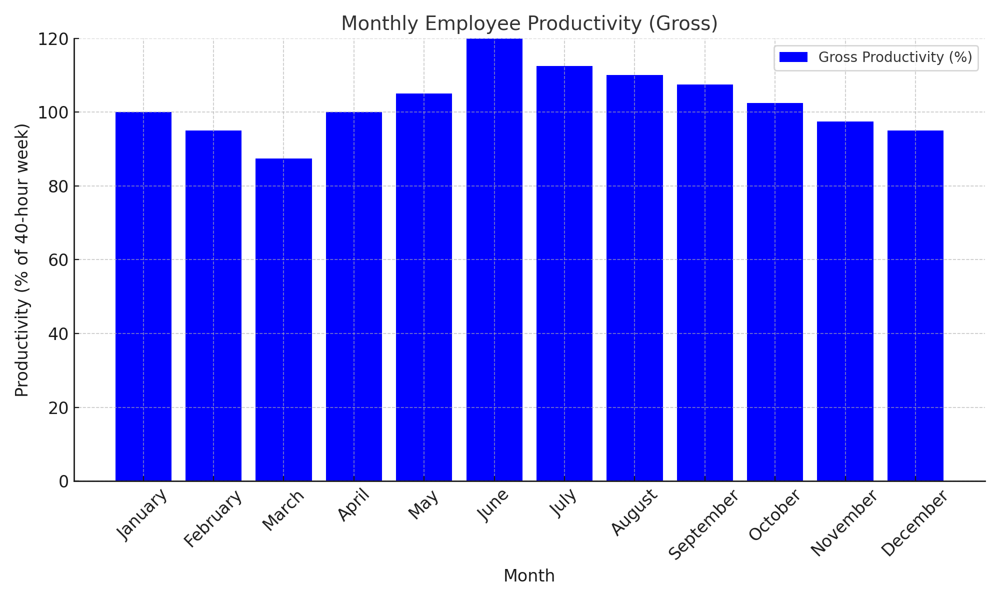 Monthly Employee Productivity (Gross)
Gross Productivity (%)
Productivity (% of 40-hour week)
120
100
80
60
40
20
0
January
February
March
April
May
June
July
August
September
October
November
December
Month